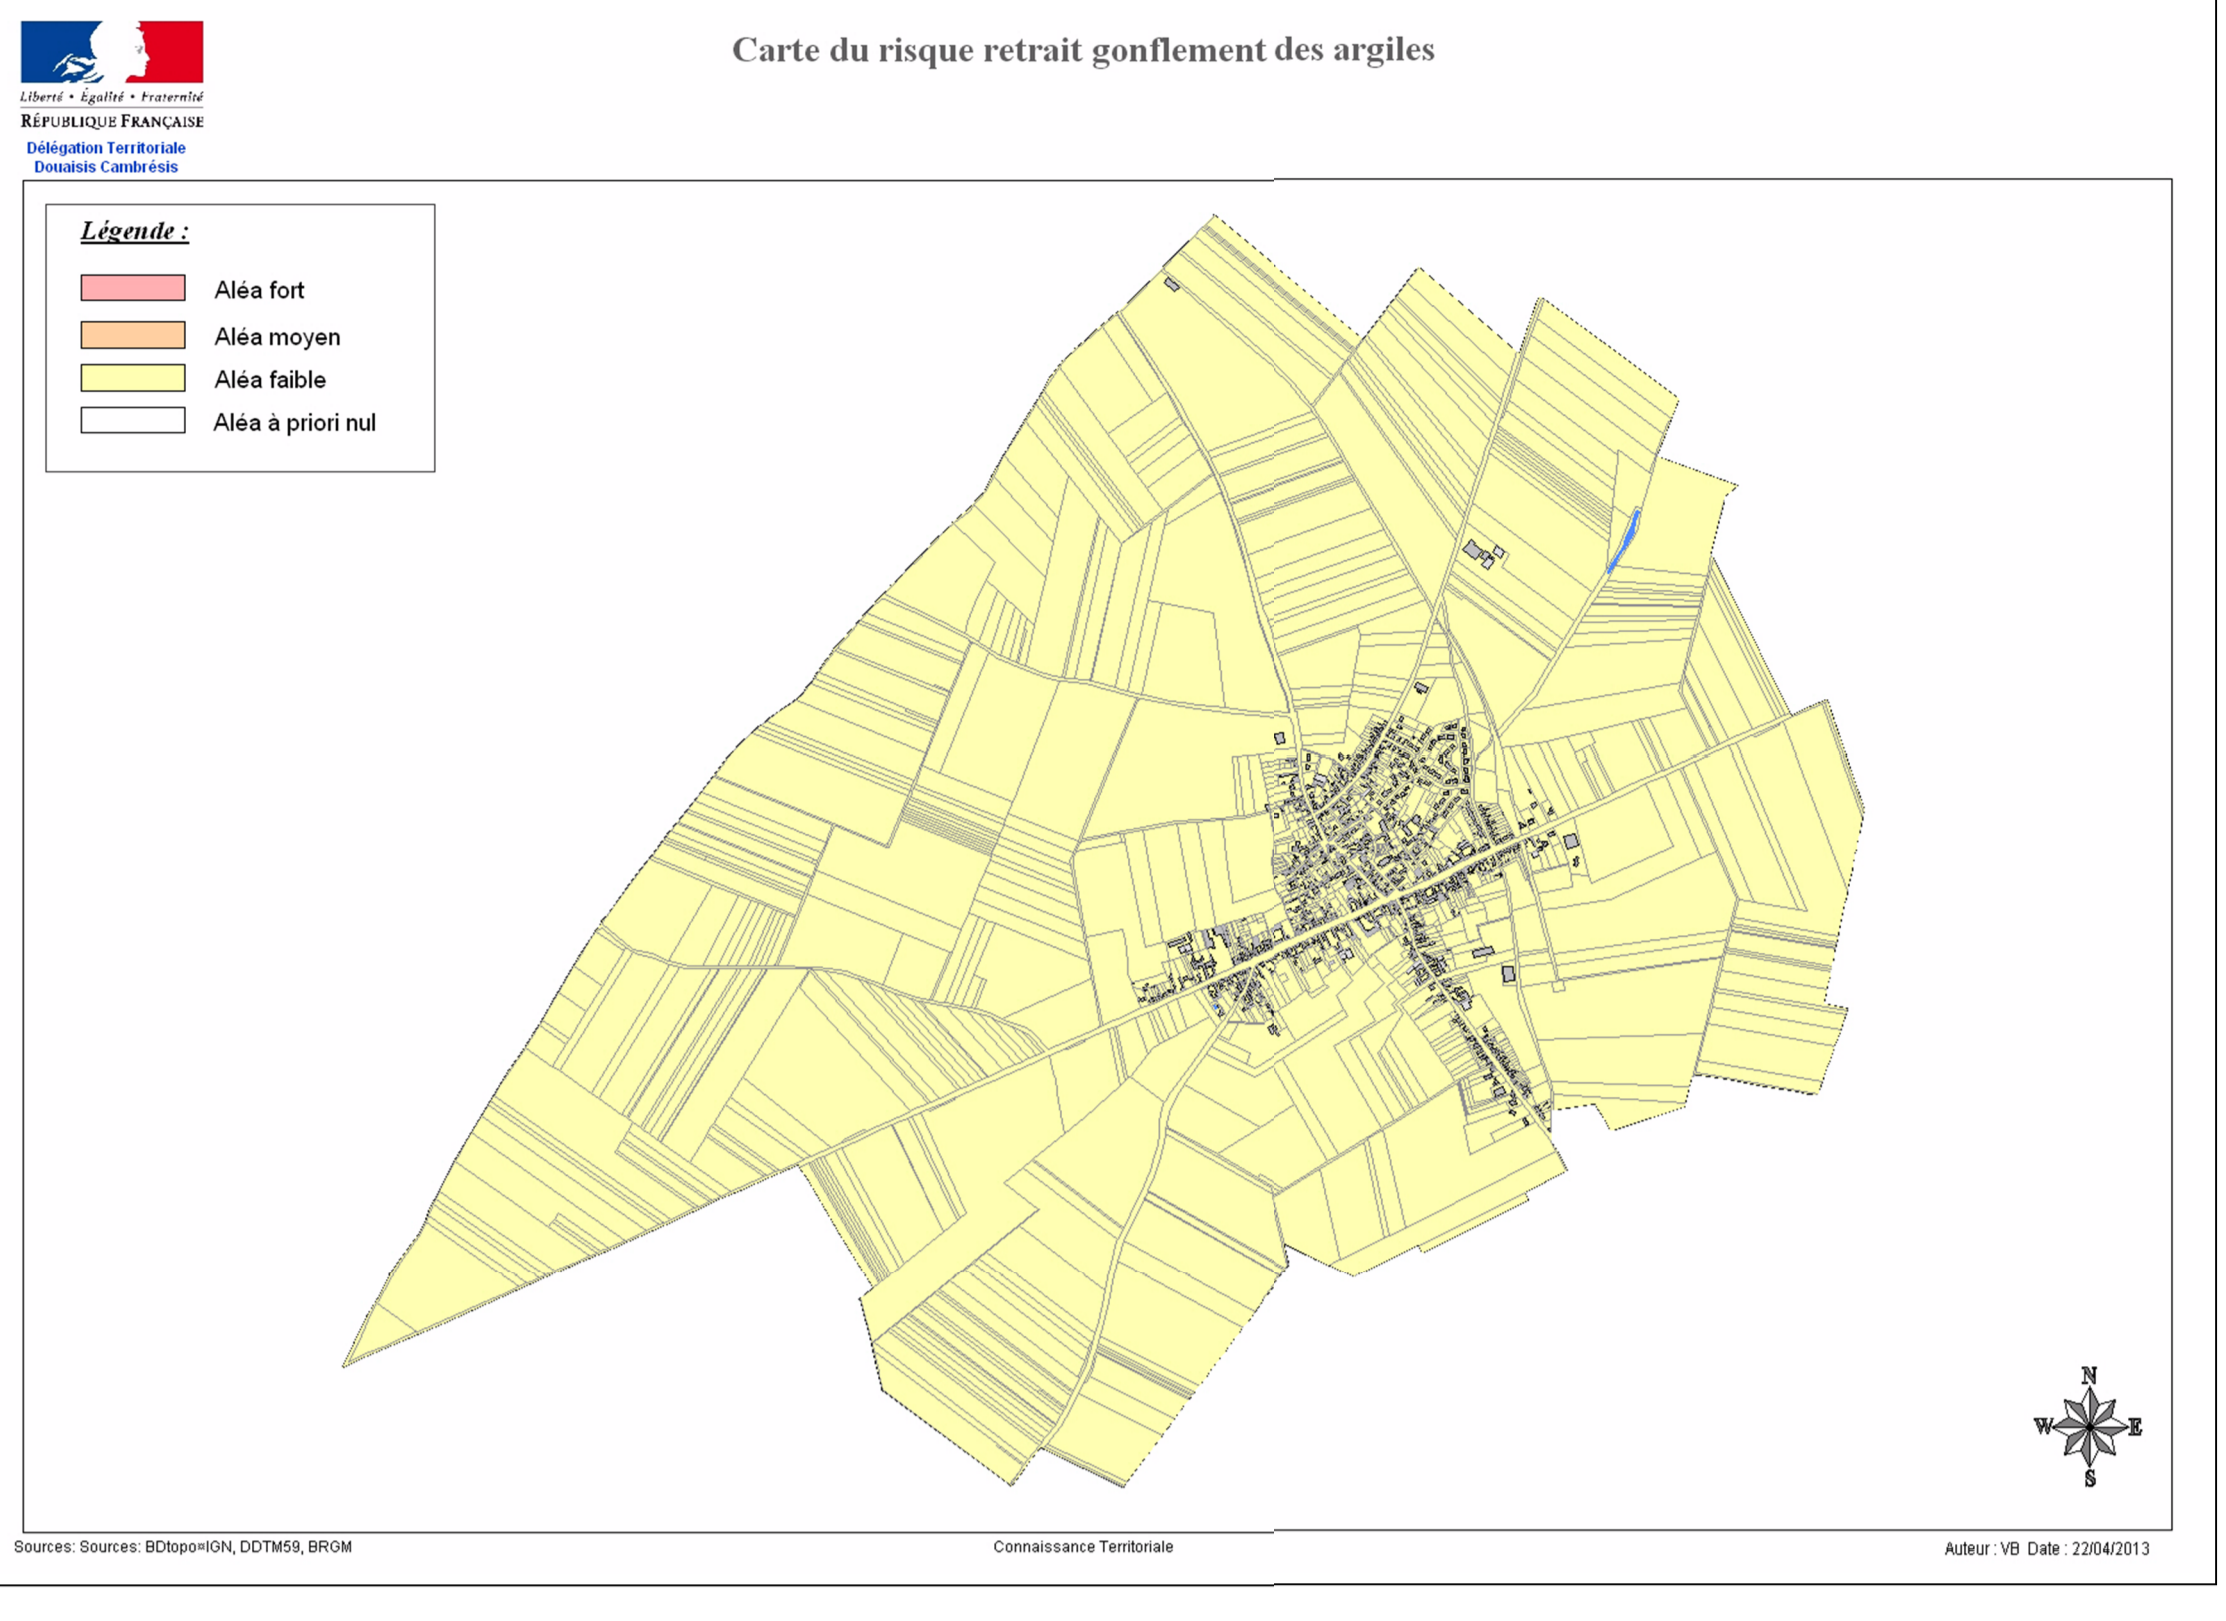 Carte du risque retrait gonflement des argiles
Liberté • Égalité • Fraternité
RÉPUBLIQUE FRANÇAISE
Délégation Territoriale
Douaisis Cambrésis
Légende :
Aléa fort
Aléa moyen
Aléa faible
Aléa à priori nul
N
W E
S
Sources: Sources: BDtopo¤IGN, DDTM59, BRGM
Connaissance Territoriale
Auteur : VB Date : 22/04/2013